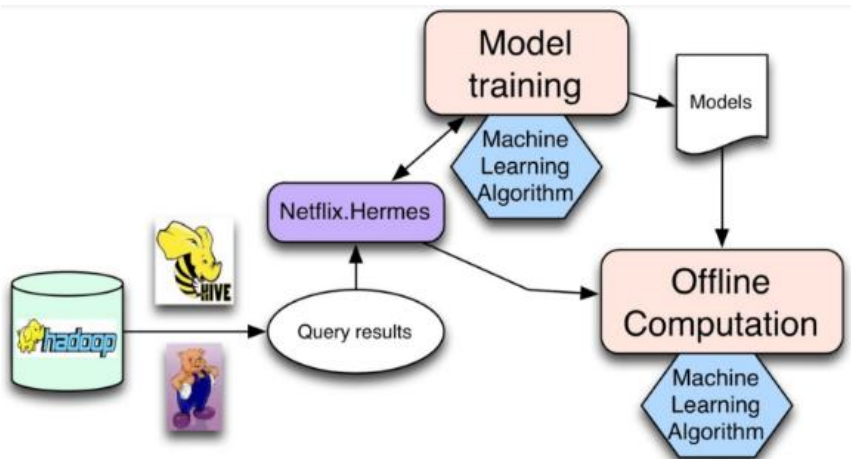 Model
training
Models
Machine
Learning
Algorithm
Netflix.Hermes
HIVE
hadoop
Query results
Offline
Computation
Machine
Learning
Algorithm